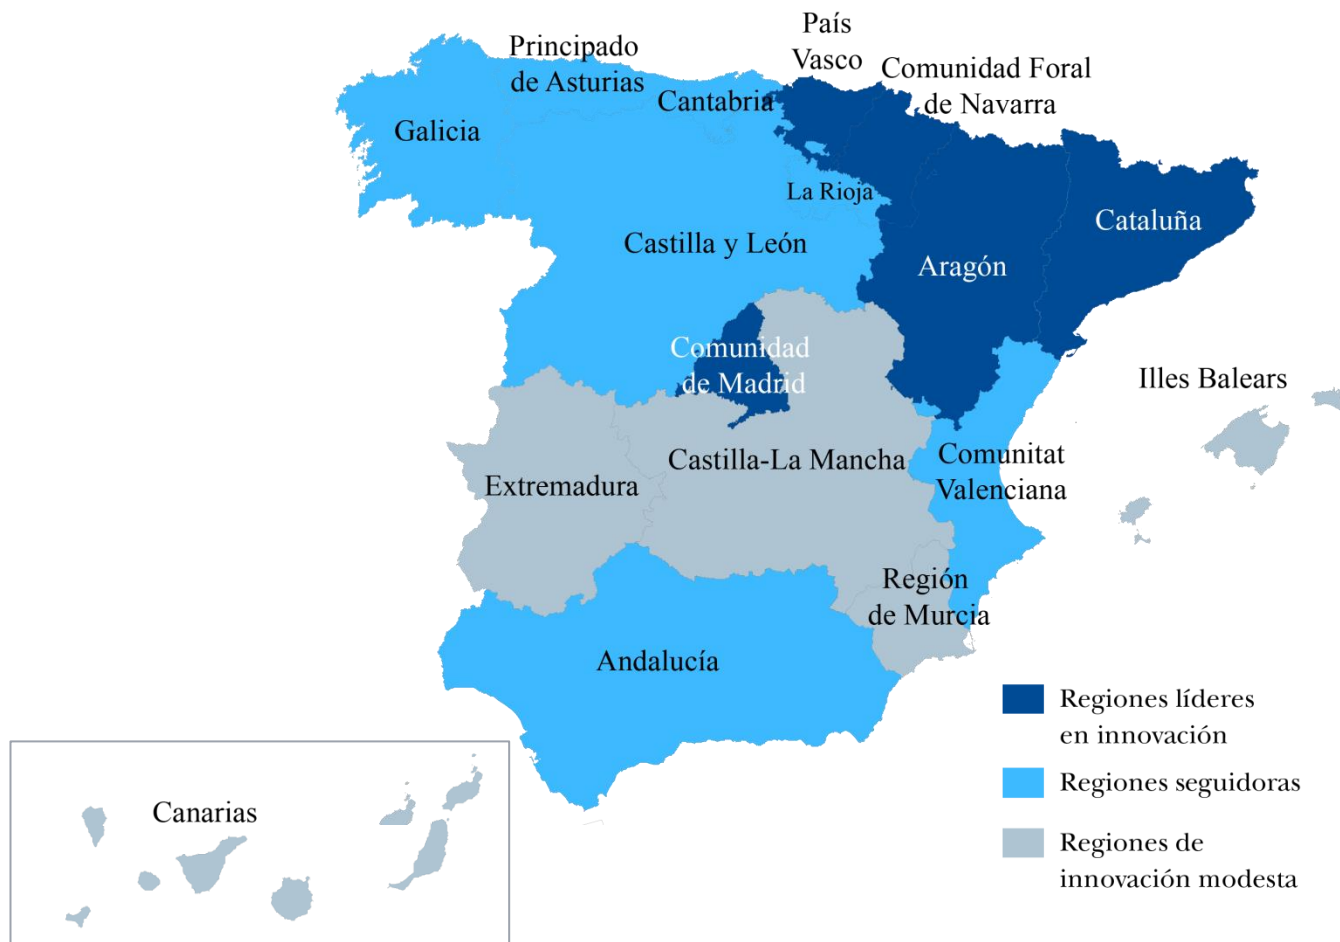 País
Vasco
Principado
de Asturias
Comunidad Foral
de Navarra
Cantabria
Galicia
La Rioja
Cataluña
Castilla y León
Aragón
Comunidad
de Madrid
Illes Balears
Castilla-La Mancha
Comunitat
Valenciana
Extremadura
Región
de Murcia
Andalucía
Canarias
Regiones líderes
en innovación
Regiones seguidoras
Regiones de
innovación modesta